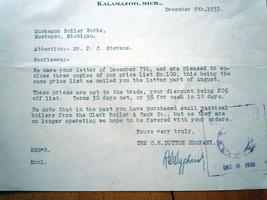 KALAMAZOO, MICH.,
December 8th, 1933.
Muskegon Boiler Works,
Muskegon, Michigan.
Attention:- Mr. F. C. Stevens.
Gentlemen:-
We have your letter of December 7th, and are pleased to en-
close three copies of our price list No.100, this being the
same price list as we mailed you the latter part of August.
These prices are net to the trade, your discount being 20%
off list. Terms 30 days net, or 5% for cash in 10 days.
We note that in the past you have purchased small vertical
boilers from the Clark Boiler & Tank Co., but as they are
no longer operating we hope to be favored with your orders.
Yours very truly,
THE C.H.DUTTON COMPANY.
Encl.
DEC 9 1933